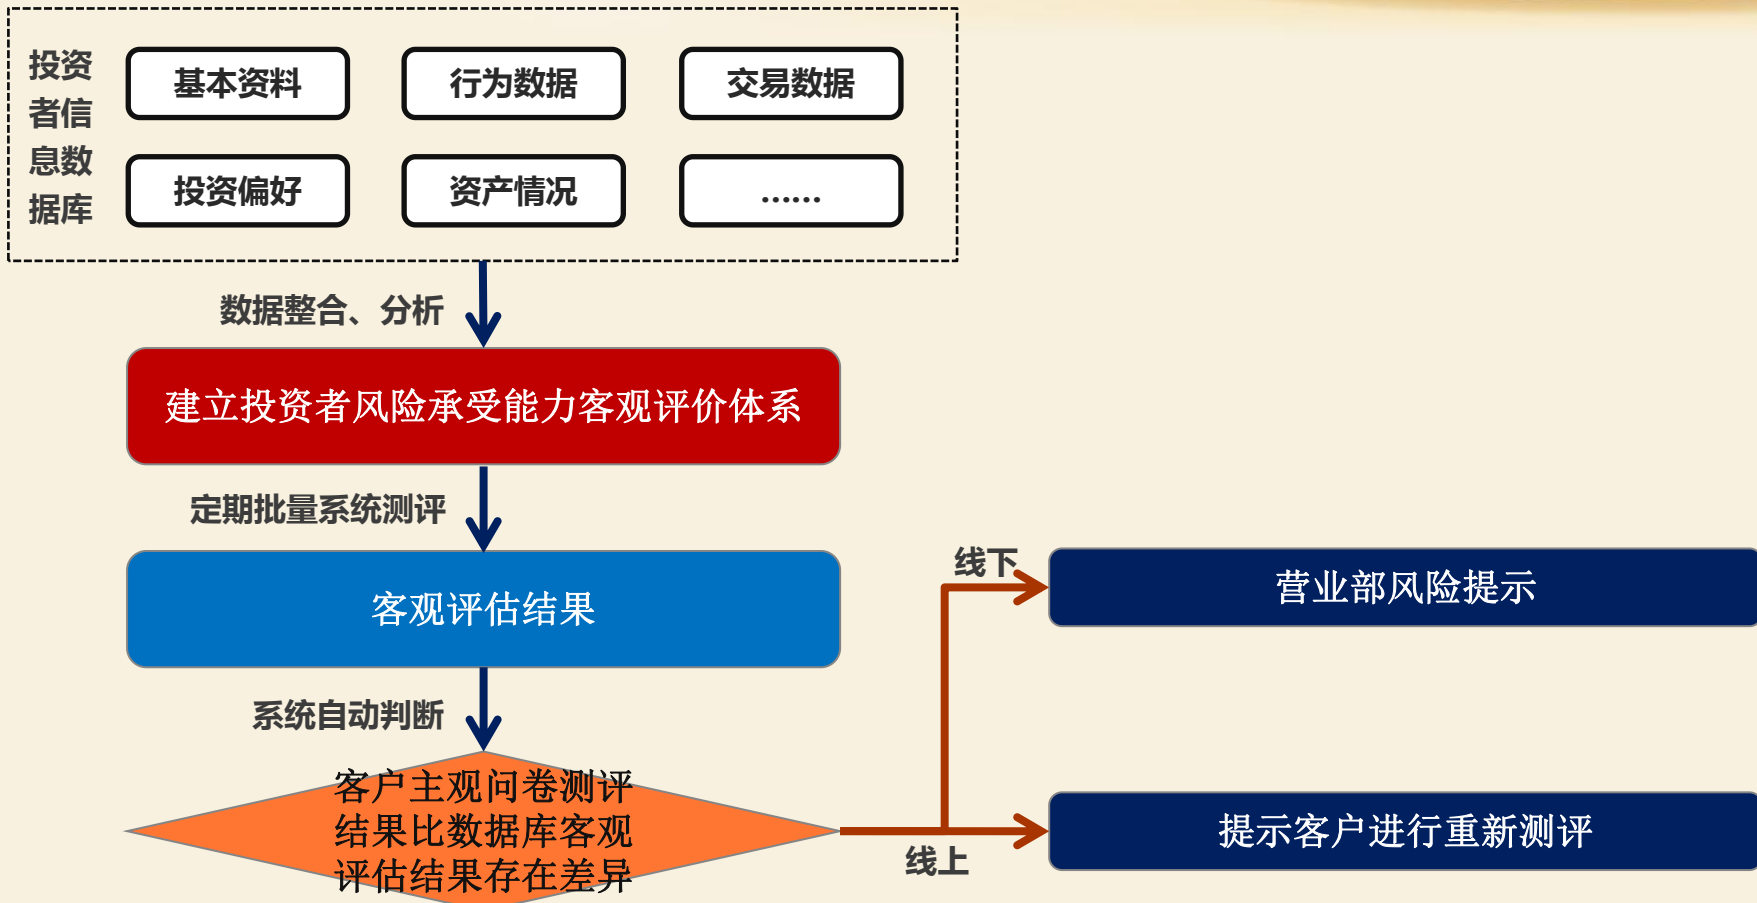 投资
者信
息数
据库
基本资料
行为数据
交易数据
投资偏好
资产情况
......
数据整合、分析
建立投资者风险承受能力客观评价体系
定期批量系统测评
客观评估结果
线下
营业部风险提示
系统自动判断
客户主观问卷测评
结果比数据库客观
评估结果存在差异
线上
提示客户进行重新测评